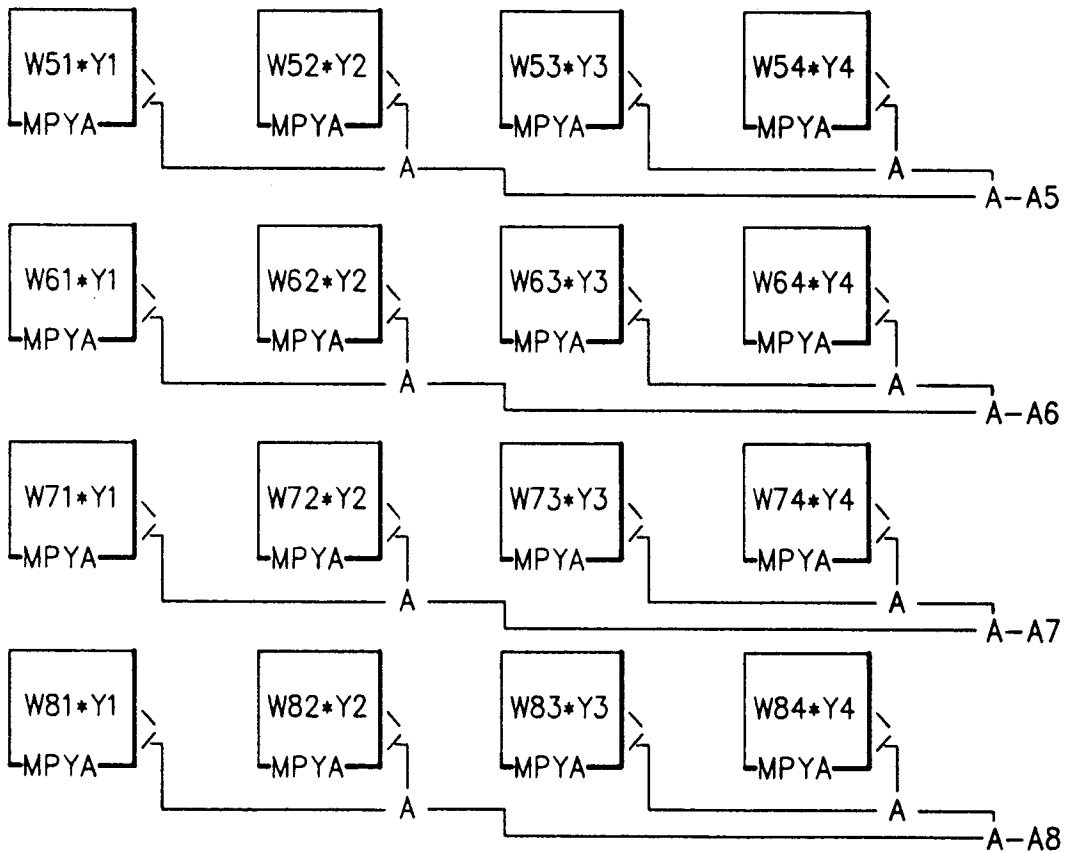 W51*Y1 W52*Y2 W53*Y3 W54*Y4
MPYA MPYA MPYA MPYA
A A
A-A5
W61*Y1 W62*Y2 W63*Y3 W64*Y4
MPYA MPYA MPYA MPYA
A A
A-A6
W71*Y1 W72*Y2 W73*Y3 W74*Y4
MPYA MPYA MPYA MPYA
A A
A-A7
W81*Y1 W82*Y2 W83*Y3 W84*Y4
MPYA MPYA MPYA MPYA
A A
A-A8